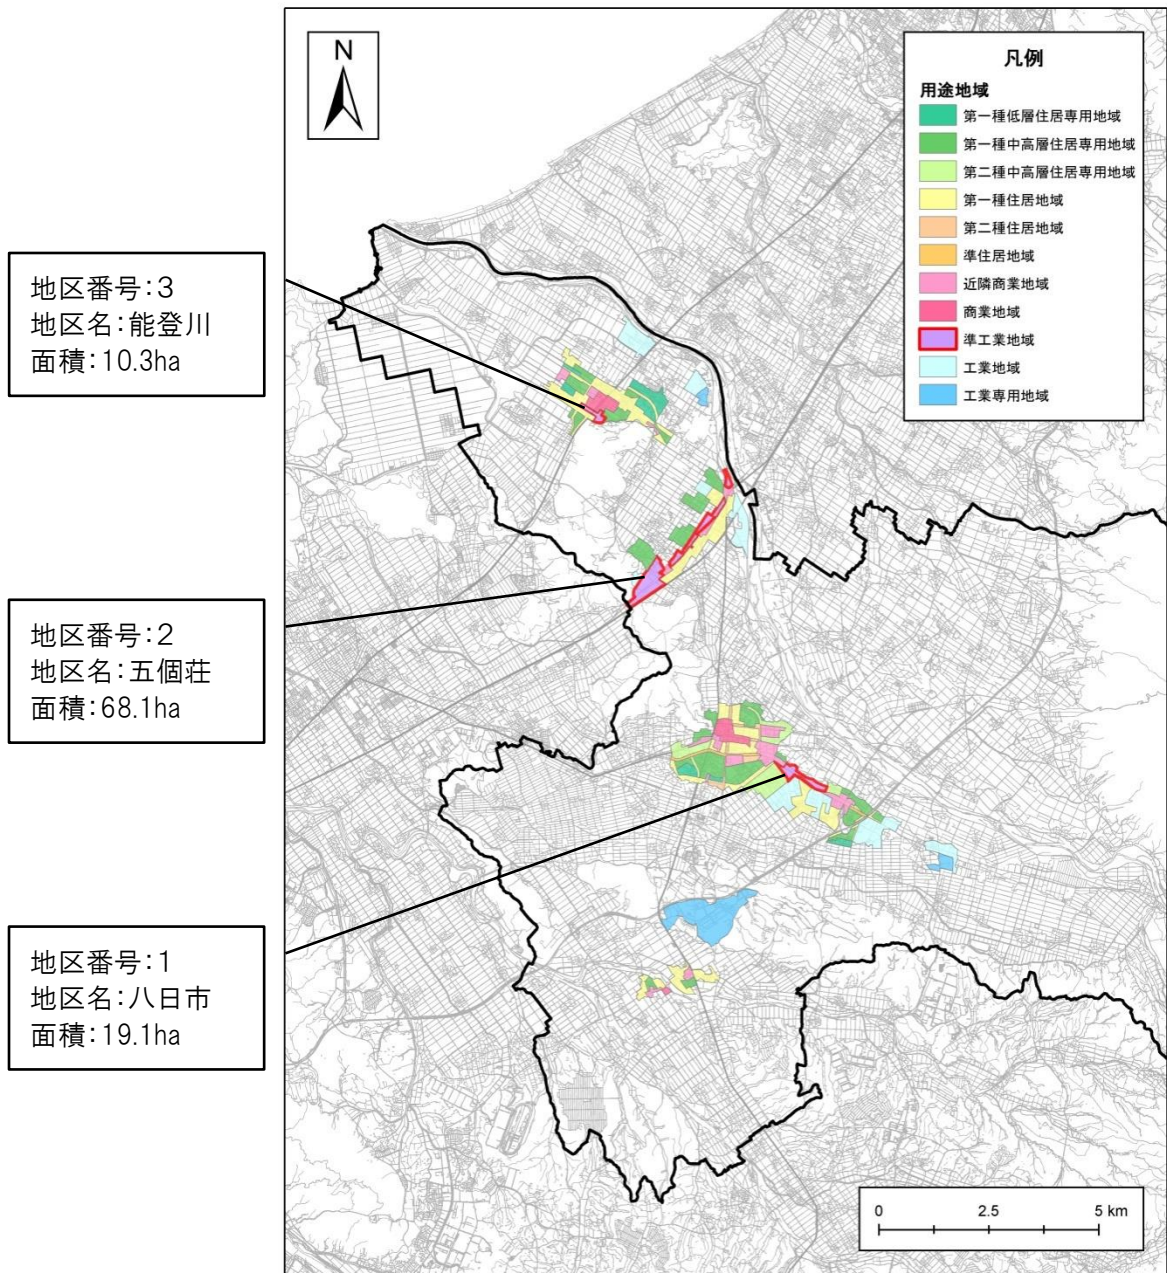 N
凡例
用途地域
第一種低層住居専用地域
第一種中高層住居専用地域
第二種中高層住居専用地域
第一種住居地域
第二種住居地域
準住居地域
近隣商業地域
商業地域
準工業地域
工業地域
工業専用地域
地区番号:3
地区名:能登川
面積:10.3ha
地区番号:2
地区名:五個荘
面積:68.1ha
地区番号:1
地区名:八日市
面積:19.1ha
0 2.5 5 km